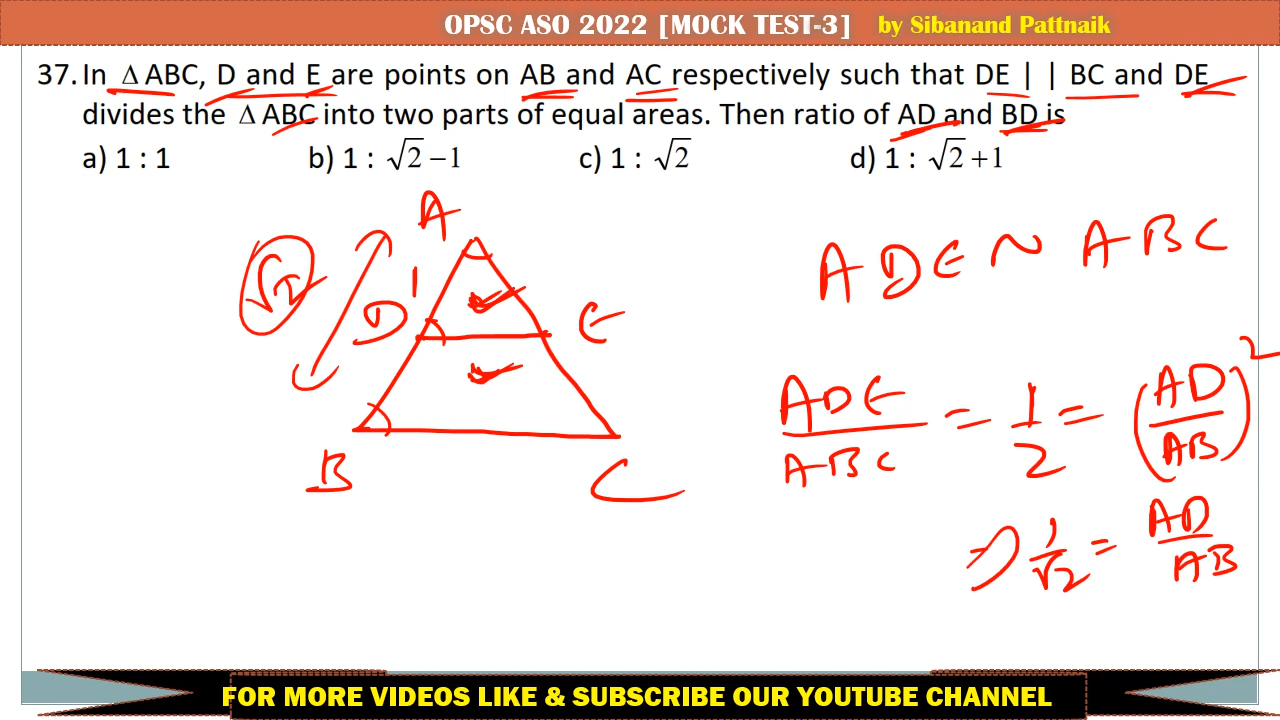 OPSC ASO 2022 [MOCK TEST-3] by Sibanand Pattnaik
37. In Δ ABC, D and E are points on AB and AC respectively such that DE | | BC and DE
divides the Δ ABC into two parts of equal areas. Then ratio of AD and BD is
a) 1 : 1 b) 1 : √2 − 1 c) 1 : √2 d) 1 : √2 + 1
A
√2
1
D E
B C
ADE ~ ABC
ADE/ABC = 1/2 = (AD/AB)²
⇒ 1/√2 = AD/AB
FOR MORE VIDEOS LIKE & SUBSCRIBE OUR YOUTUBE CHANNEL